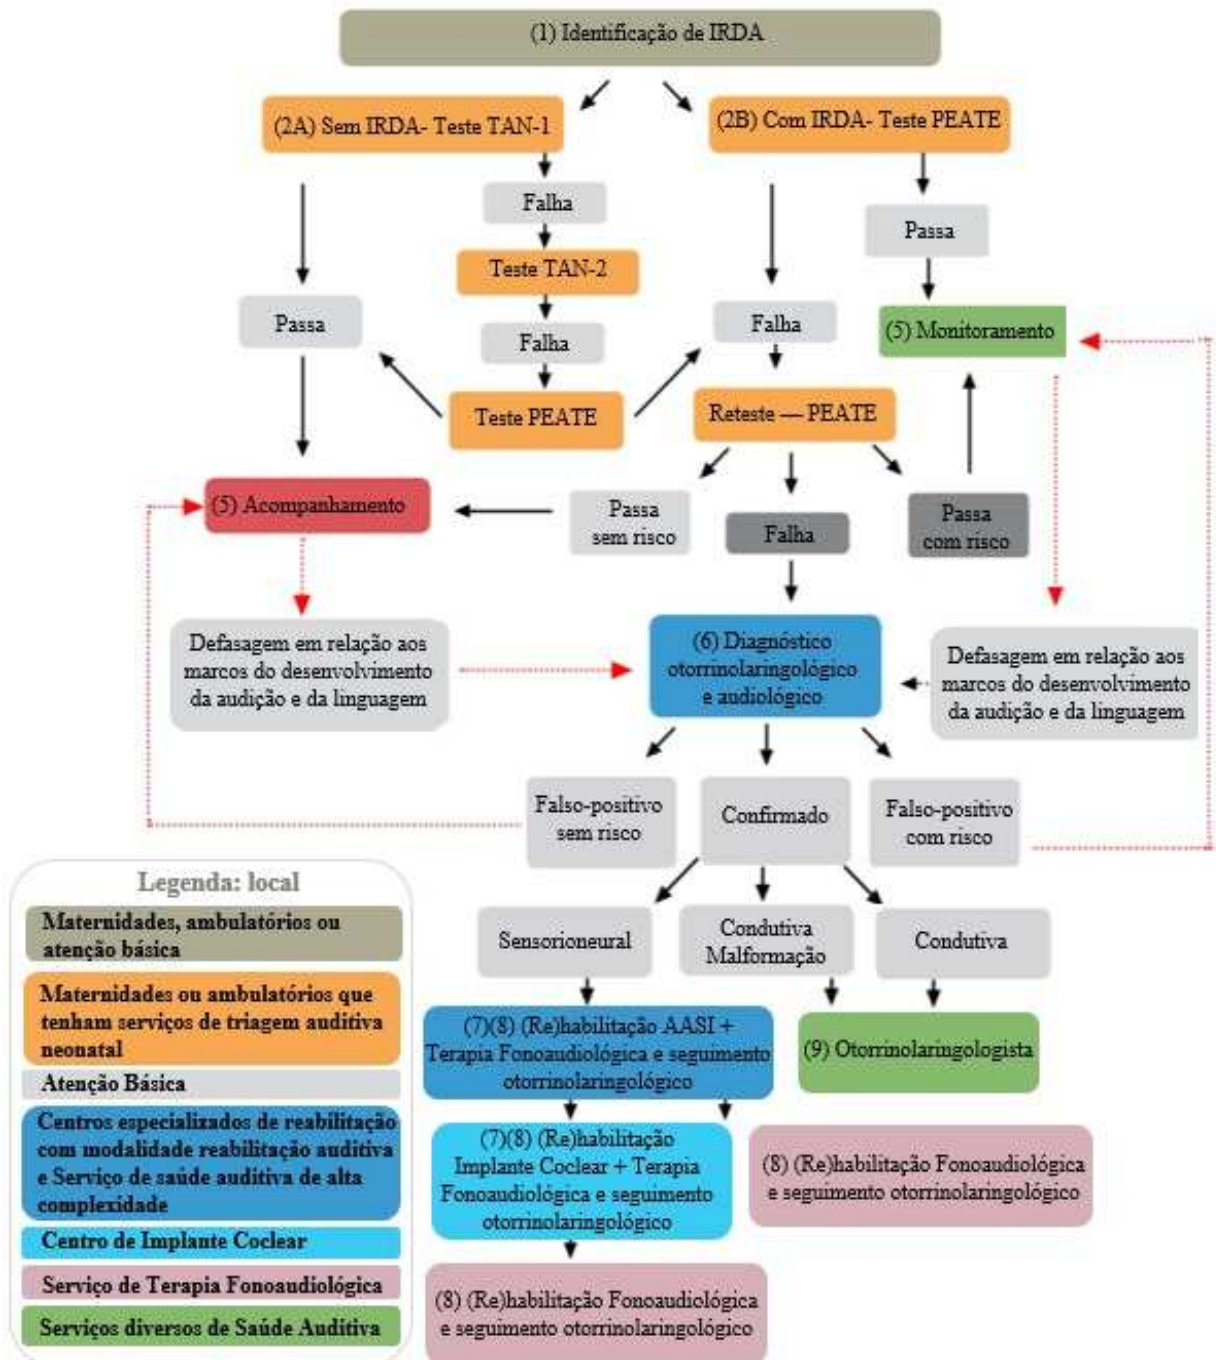 (1) Identificação de IRDA
(2A) Sem IRDA- Teste TAN-1
(2B) Com IRDA- Teste PEATE
Falha
Passa
Teste TAN-2
Passa
Falha
Falha
(5) Monitoramento
Teste PEATE
Reteste — PEATE
(5) Acompanhamento
Passa
sem risco
Falha
Passa
com risco
Defasagem em relação aos
marcos do desenvolvimento
da audição e da linguagem
(6) Diagnóstico
otorrinolaringológico
e audiológico
Defasagem em relação aos
marcos do desenvolvimento
da audição e da linguagem
Falso-positivo
sem risco
Confirmado
Falso-positivo
com risco
Sensorioneural
Condutiva
Malformação
Condutiva
(7)(8) (Re)habilitação AASI +
Terapia Fonoaudiológica e seguimento
otorrinolaringológico
(9) Otorrinolaringologista
(7)(8) (Re)habilitação
Implante Coclear + Terapia
Fonoaudiológica e seguimento
otorrinolaringológico
(8) (Re)habilitação Fonoaudiológica
e seguimento otorrinolaringológico
(8) (Re)habilitação Fonoaudiológica
e seguimento otorrinolaringológico
Legenda: local
Maternidades, ambulatórios ou
atenção básica
Maternidades ou ambulatórios que
tenham serviços de triagem auditiva
neonatal
Atenção Básica
Centros especializados de reabilitação
com modalidade reabilitação auditiva
e Serviço de saúde auditiva de alta
complexidade
Centro de Implante Coclear
Serviço de Terapia Fonoaudiológica
Serviços diversos de Saúde Auditiva